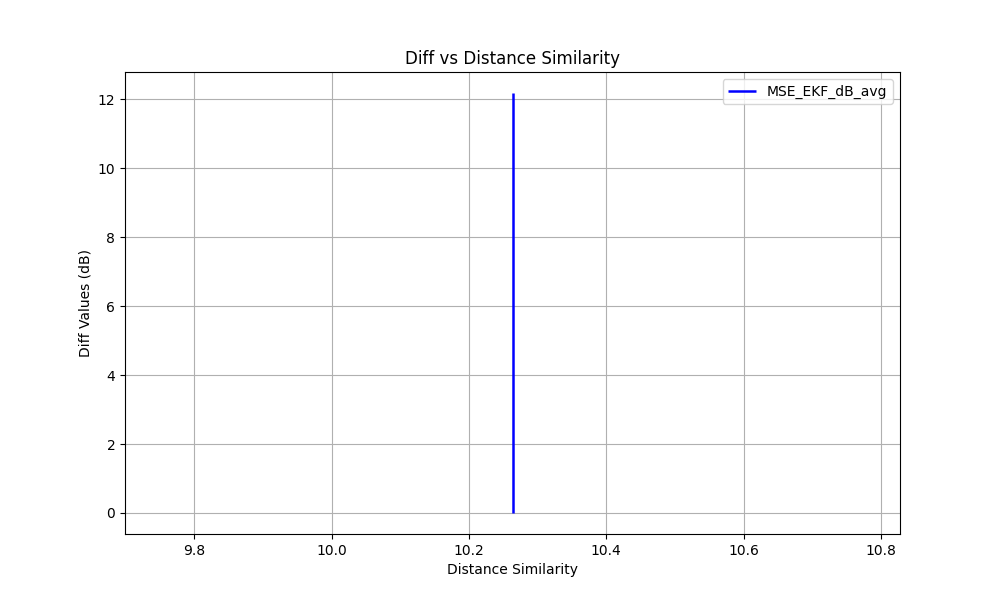 Diff vs Distance Similarity
MSE_EKF_dB_avg
12
10
8
6
4
2
0
Diff Values (dB)
9.8 10.0 10.2 10.4 10.6 10.8
Distance Similarity